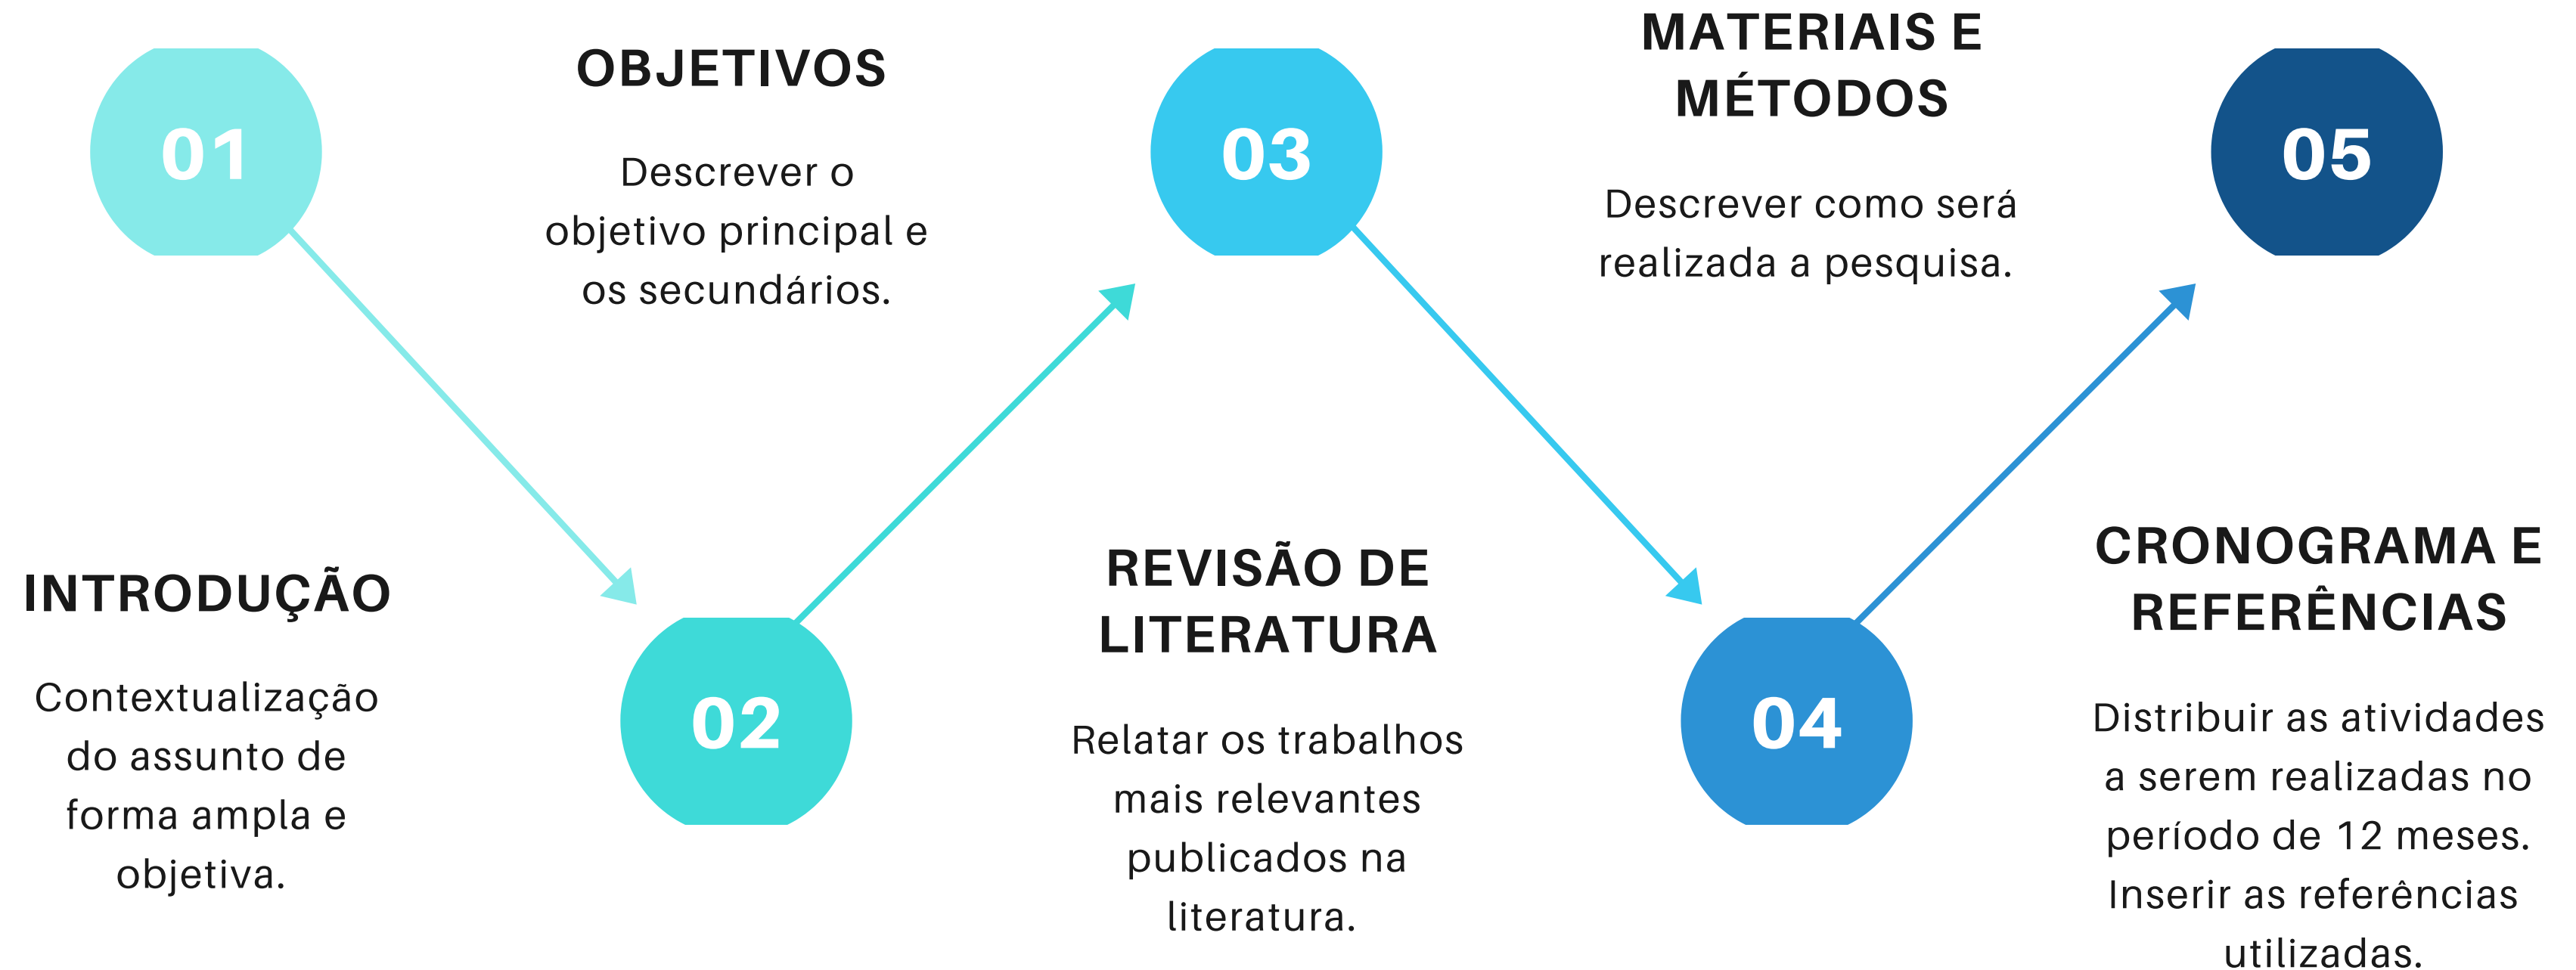 01
INTRODUÇÃO
Contextualização
do assunto de
forma ampla e
objetiva.
OBJETIVOS
Descrever o
objetivo principal e
os secundários.
02
03
REVISÃO DE
LITERATURA
Relatar os trabalhos
mais relevantes
publicados na
literatura.
MATERIAIS E
MÉTODOS
Descrever como será
realizada a pesquisa.
04
05
CRONOGRAMA E
REFERÊNCIAS
Distribuir as atividades
a serem realizadas no
período de 12 meses.
Inserir as referências
utilizadas.